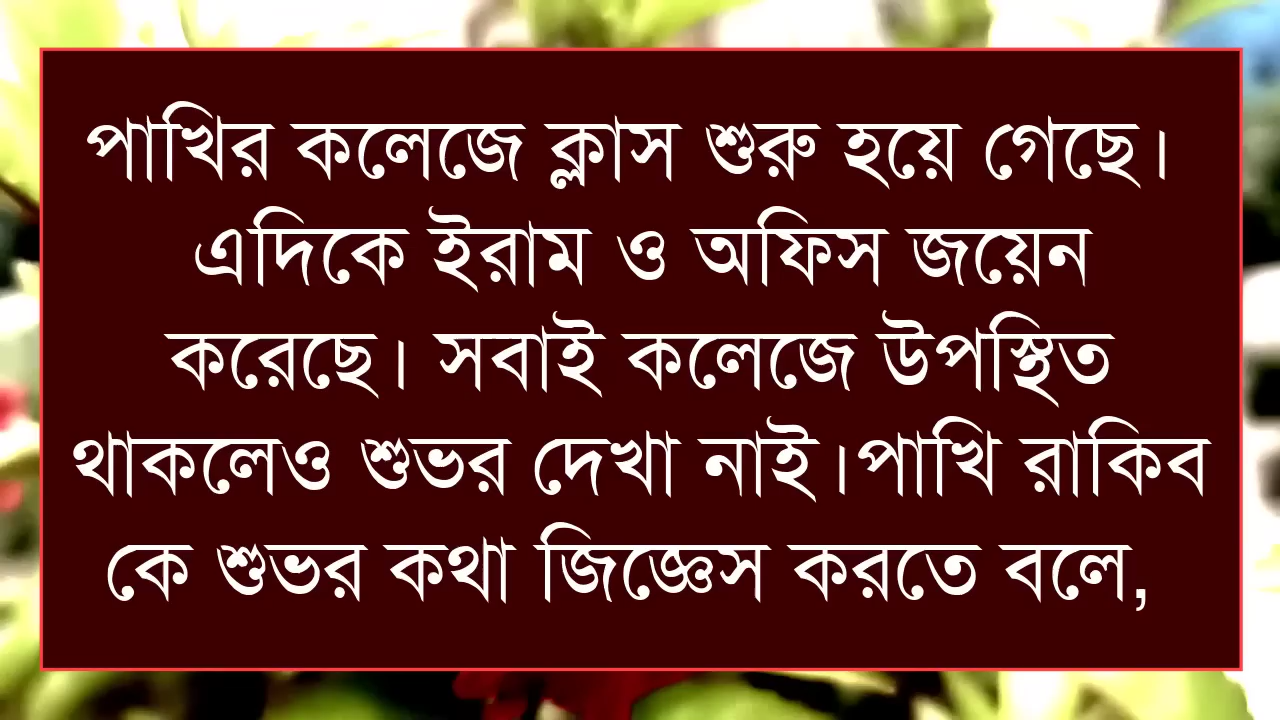 পাখির কলেজে ক্লাস শুরু হয়ে গেছে।
এদিকে ইরাম ও অফিস জয়েন
করেছে। সবাই কলেজে উপস্থিত
থাকলেও শুভর দেখা নাই।পাখি রাকিব
কে শুভর কথা জিজ্ঞেস করতে বলে,